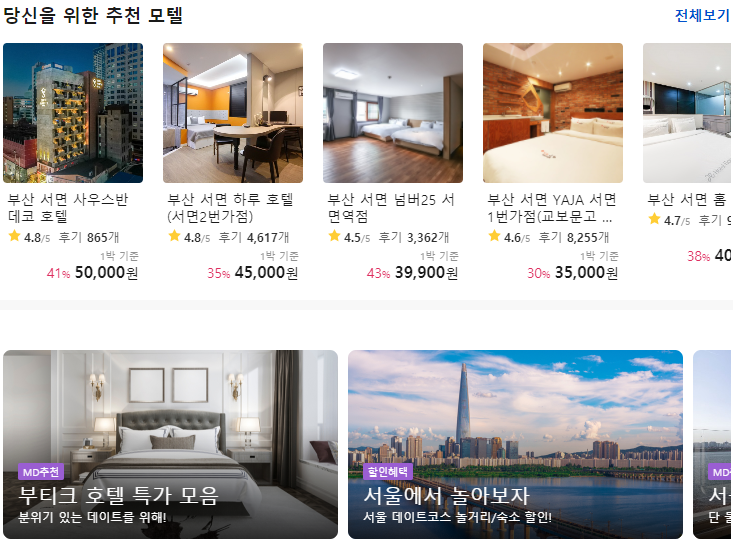 당신을 위한 추천 모텔
전체보기
부산 서면 사우스반
데코 호텔
4.8/5 후기 865개
1박 기준
41% 50,000원
부산 서면 하루 호텔
(서면2번가점)
4.8/5 후기 4,617개
1박 기준
35% 45,000원
부산 서면 넘버25 서
면역점
4.5/5 후기 3,362개
1박 기준
43% 39,900원
부산 서면 YAJA 서면
1번가점(교보문고 ...
4.6/5 후기 8,255개
1박 기준
30% 35,000원
부산 서면 홈
4.7/5 후기
38% 40
MD추천
부티크 호텔 특가 모음
분위기 있는 데이트를 위해!
할인혜택
서울에서 놀아보자
서울 데이트코스 놀거리/숙소 할인!
MD
단